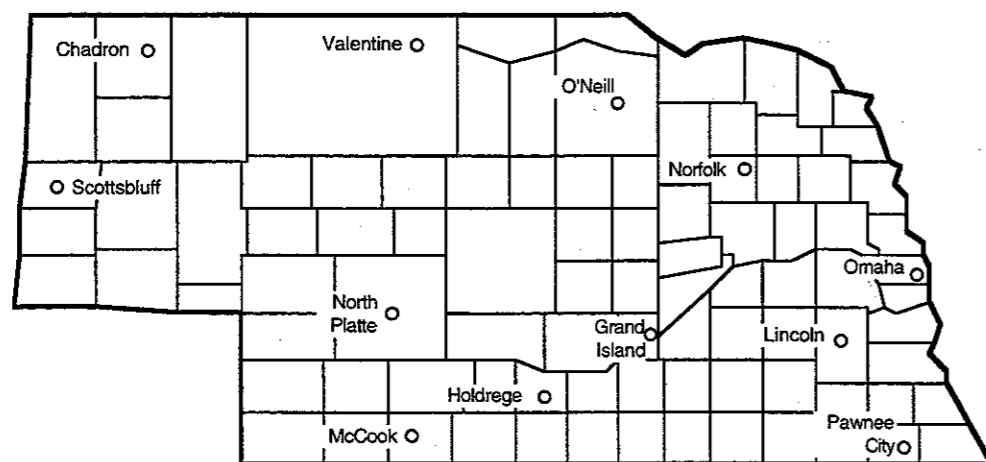 Chadron
Valentine
O'Neill
Norfolk
Scottsbluff
Omaha
North
Platte
Grand
Island
Lincoln
Holdrege
McCook
Pawnee
City